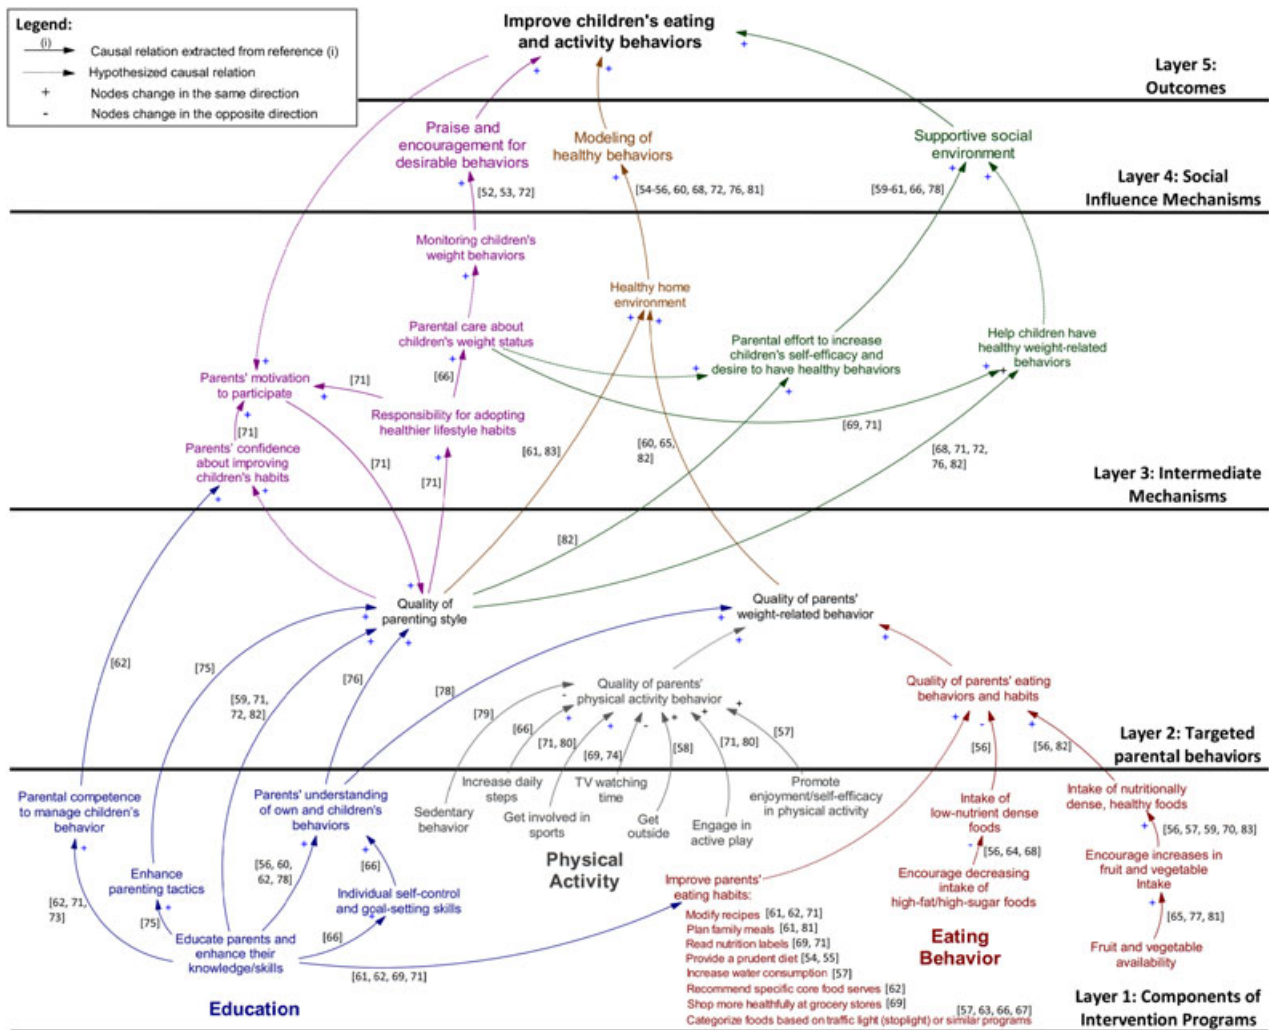 Legend:
(i)
Causal relation extracted from reference (i)
Hypothesized causal relation
+ Nodes change in the same direction
- Nodes change in the opposite direction
Improve children's eating
and activity behaviors
Layer 5:
Outcomes
Praise and
encouragement for
desirable behaviors
Modeling of
healthy behaviors
Supportive social
environment
[52, 53, 72]
[54-56, 60, 68, 72, 76, 81]
[59-61, 66, 78]
Layer 4: Social
Influence Mechanisms
Monitoring children's
weight behaviors
Healthy home
environment
Parental care about
children's weight status
Parental effort to increase
children's self-efficacy and
desire to have healthy behaviors
Help children have
healthy weight-related
behaviors
Parents' motivation
to participate
[71]
[66]
Responsibility for adopting
healthier lifestyle habits
[69, 71]
[71]
Parents' confidence
about improving
children's habits
[71]
[71]
[61, 83]
[60, 65,
82]
[68, 71, 72,
76, 82]
Layer 3: Intermediate
Mechanisms
[82]
Quality of
parenting style
Quality of parents'
weight-related behavior
[62]
[75]
[59, 71,
72, 82]
[76]
[78]
Quality of parents'
physical activity behavior
Quality of parents' eating
behaviors and habits
[79]
[66]
[71, 80]
[69, 74]
[58]
[71, 80]
[57]
[56]
[56, 82]
Layer 2: Targeted
parental behaviors
Parental competence
to manage children's
behavior
Parents' understanding
of own and children's
behaviors
Sedentary
behavior
Increase daily
steps
Get involved in
sports
TV watching
time
Get
outside
Engage in
active play
Promote
enjoyment/self-efficacy
in physical activity
Intake of
low-nutrient dense
foods
Intake of nutritionally
dense, healthy foods
Physical
Activity
[56, 64, 68]
[56, 57, 59, 70, 83]
Enhance
parenting tactics
[56, 60,
62, 78]
[66]
Individual self-control
and goal-setting skills
Encourage decreasing
intake of
high-fat/high-sugar foods
Encourage increases in
fruit and vegetable
Intake
[62, 71,
73]
[75]
Educate parents and
enhance their
knowledge/skills
[66]
[61, 62, 69, 71]
Education
Improve parents'
eating habits:
Modify recipes [61, 62, 71]
Plan family meals [61, 81]
Read nutrition labels [69, 71]
Provide a prudent diet [54, 55]
Increase water consumption [57]
Recommend specific core food serves [62]
Shop more healthfully at grocery stores [69]
Categorize foods based on traffic light (stoplight) or similar programs
[57, 63, 66, 67]
Eating
Behavior
[65, 77, 81]
Fruit and vegetable
availability
Layer 1: Components of
Intervention Programs